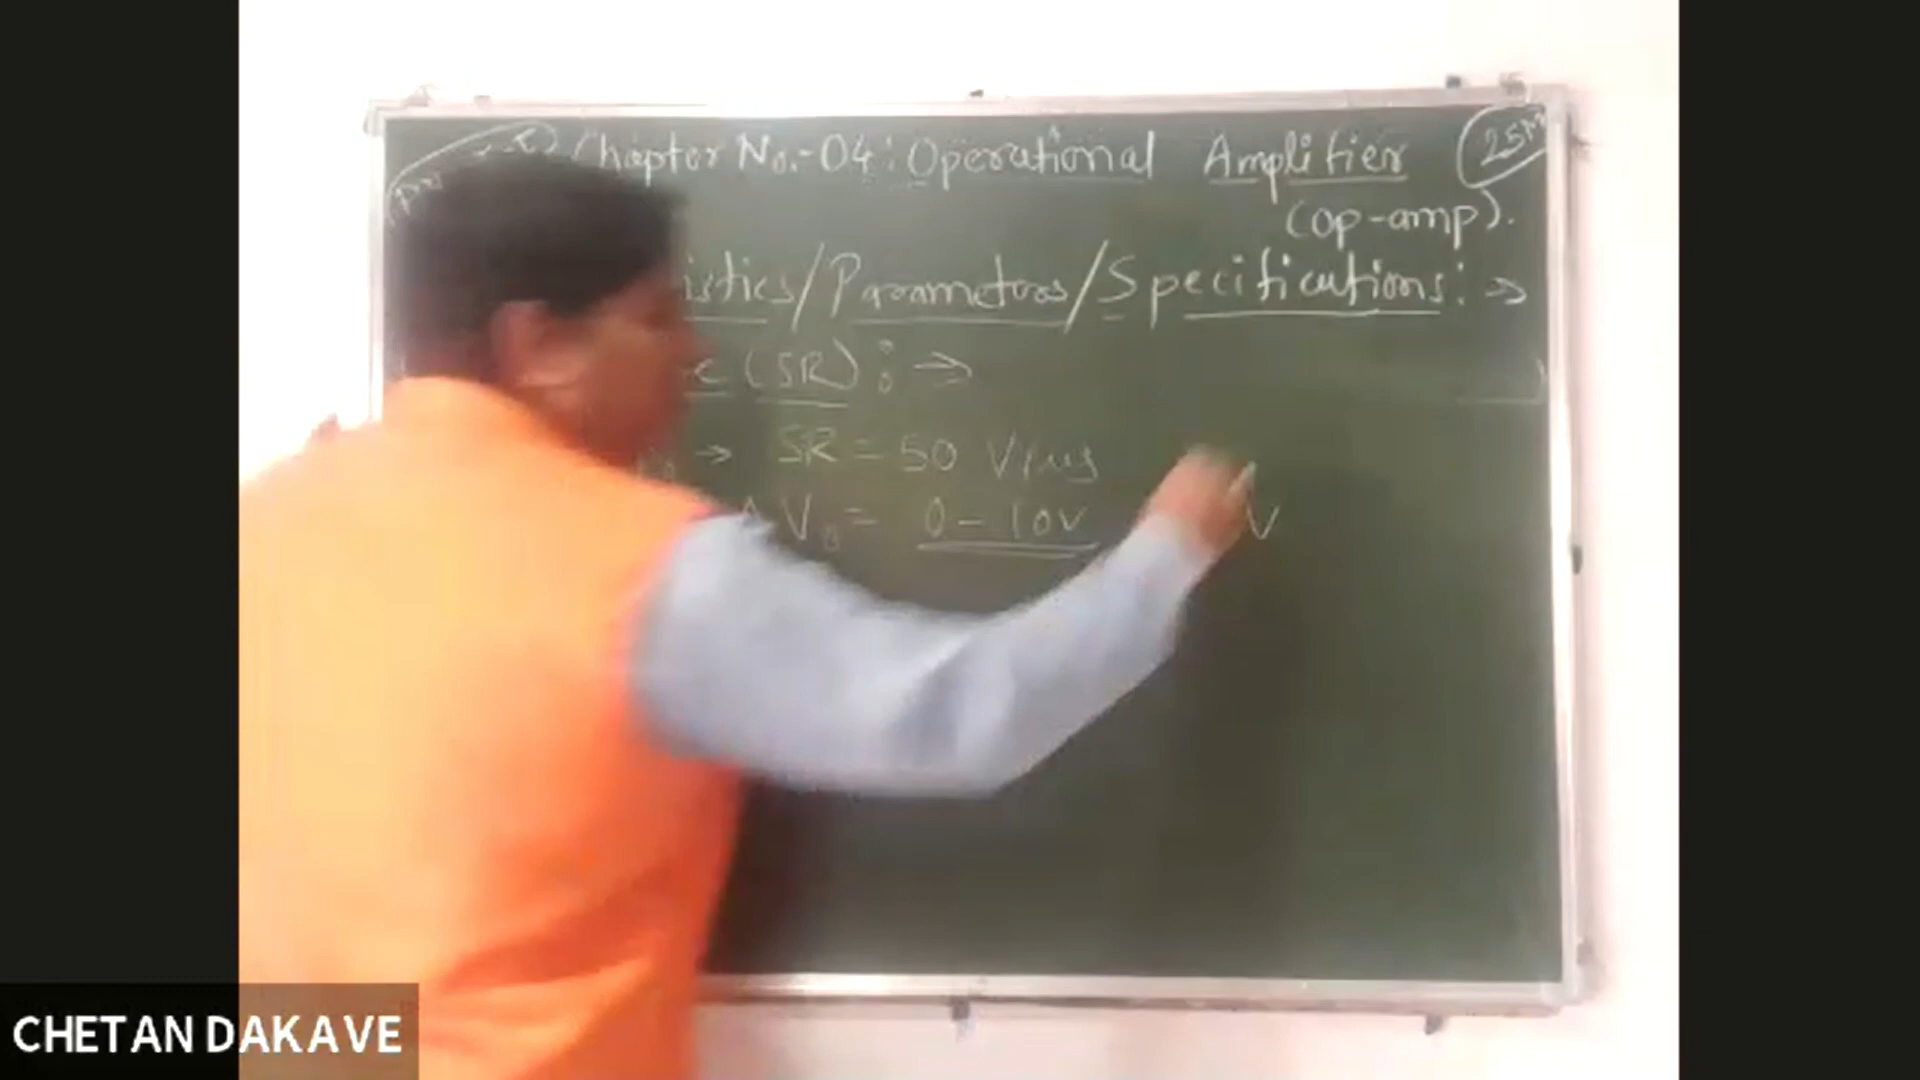 Chapter No.-04: Operational Amplifier 25M
(op-amp).
istics/Parameters/Specifications: →
(SR): ⇒
→ SR = 50 V/μs
ΔV₀ = 0 - 10V V
CHETAN DAKAVE